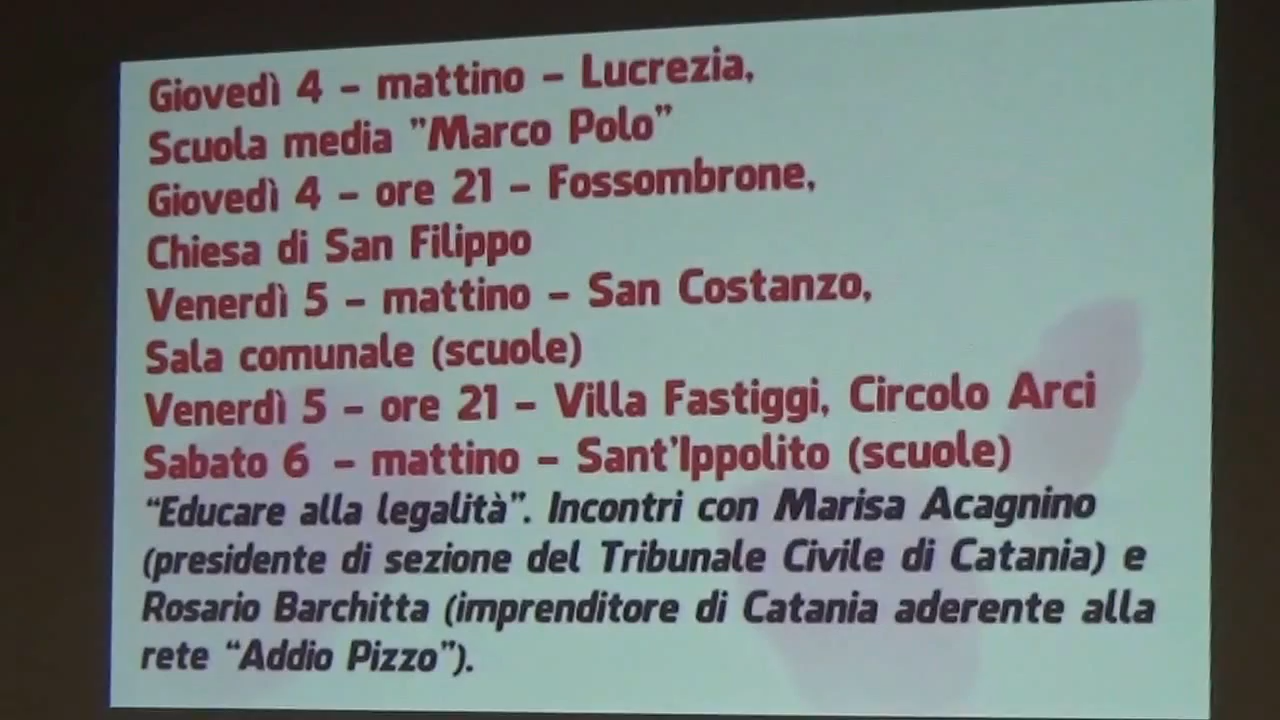 Giovedì 4 – mattino – Lucrezia,
Scuola media ”Marco Polo”
Giovedì 4 – ore 21 – Fossombrone,
Chiesa di San Filippo
Venerdì 5 – mattino – San Costanzo,
Sala comunale (scuole)
Venerdì 5 – ore 21 – Villa Fastiggi, Circolo Arci
Sabato 6 – mattino – Sant’Ippolito (scuole)
“Educare alla legalità”. Incontri con Marisa Acagnino
(presidente di sezione del Tribunale Civile di Catania) e
Rosario Barchitta (imprenditore di Catania aderente alla
rete “Addio Pizzo”).